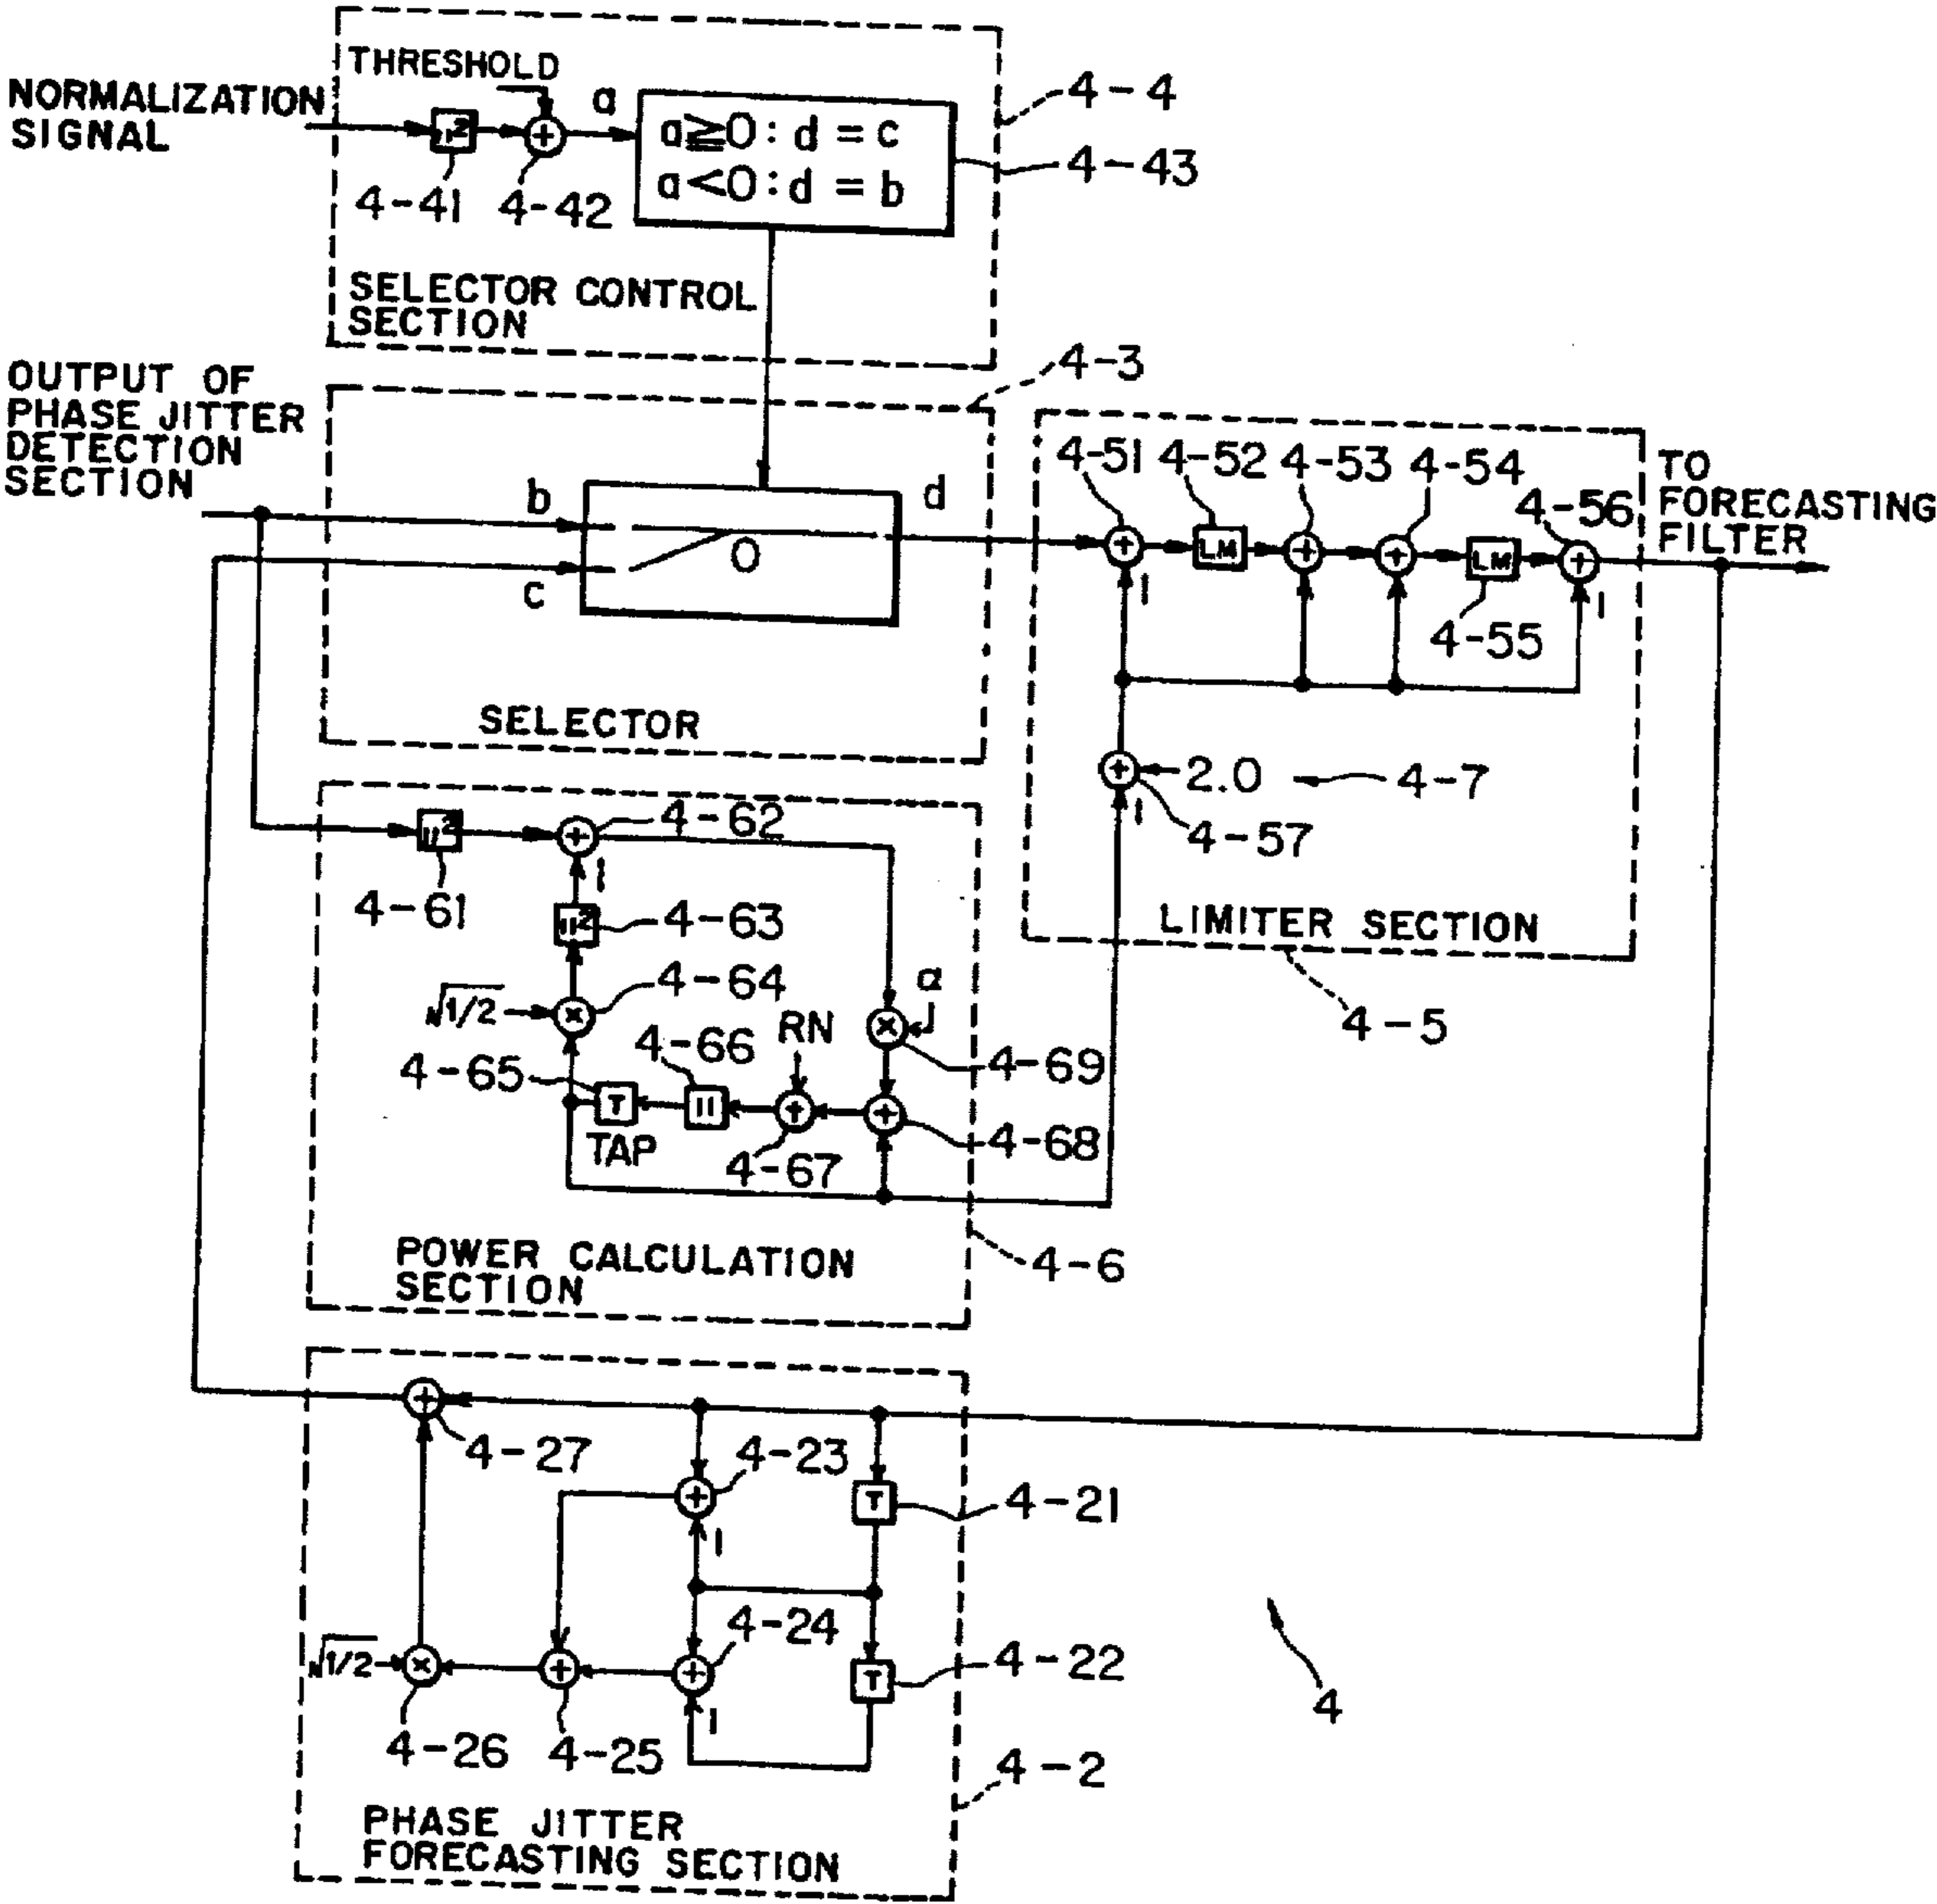 THRESHOLD
NORMALIZATION
SIGNAL
a
a≧0:d=c
a<0:d=b
4-4
4-43
4-41
4-42
SELECTOR CONTROL
SECTION
OUTPUT OF
PHASE JITTER
DETECTION
SECTION
4-3
b
d
c
0
SELECTOR
4-51
4-52
4-53
4-54
4-56
TO
FORECASTING
FILTER
+
LM
+
+
LM
+
1
1
4-55
+
2.0
4-7
1
4-57
LIMITER SECTION
4-5
+
4-62
1
4-61
4-63
√1/2
×
4-64
a
×
4-69
RN
4-66
4-65
T
TAP
||
+
4-67
+
4-68
POWER CALCULATION
SECTION
4-6
+
4-27
4-23
+
1
T
4-21
√1/2
×
4-26
+
4-25
4-24
+
1
T
4-22
4
4-2
PHASE JITTER
FORECASTING SECTION